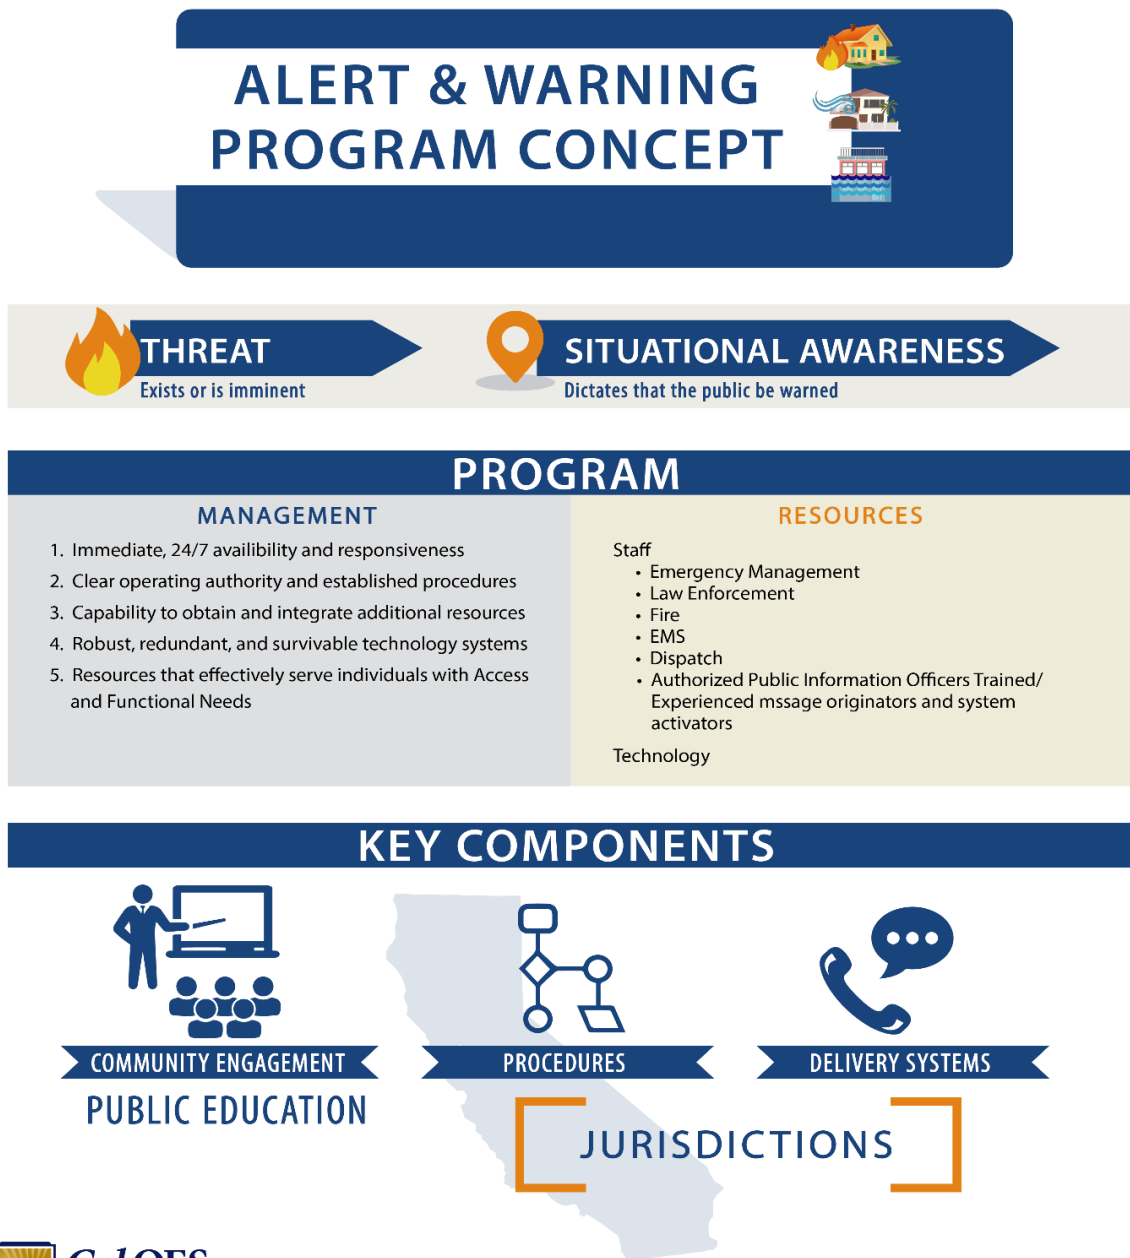 ALERT & WARNING
PROGRAM CONCEPT
THREAT
Exists or is imminent
SITUATIONAL AWARENESS
Dictates that the public be warned
PROGRAM
MANAGEMENT
1. Immediate, 24/7 availibility and responsiveness
2. Clear operating authority and established procedures
3. Capability to obtain and integrate additional resources
4. Robust, redundant, and survivable technology systems
5. Resources that effectively serve individuals with Access
and Functional Needs
RESOURCES
Staff
• Emergency Management
• Law Enforcement
• Fire
• EMS
• Dispatch
• Authorized Public Information Officers Trained/
Experienced mssage originators and system
activators
Technology
KEY COMPONENTS
COMMUNITY ENGAGEMENT
PUBLIC EDUCATION
PROCEDURES
DELIVERY SYSTEMS
JURISDICTIONS
Cal OES